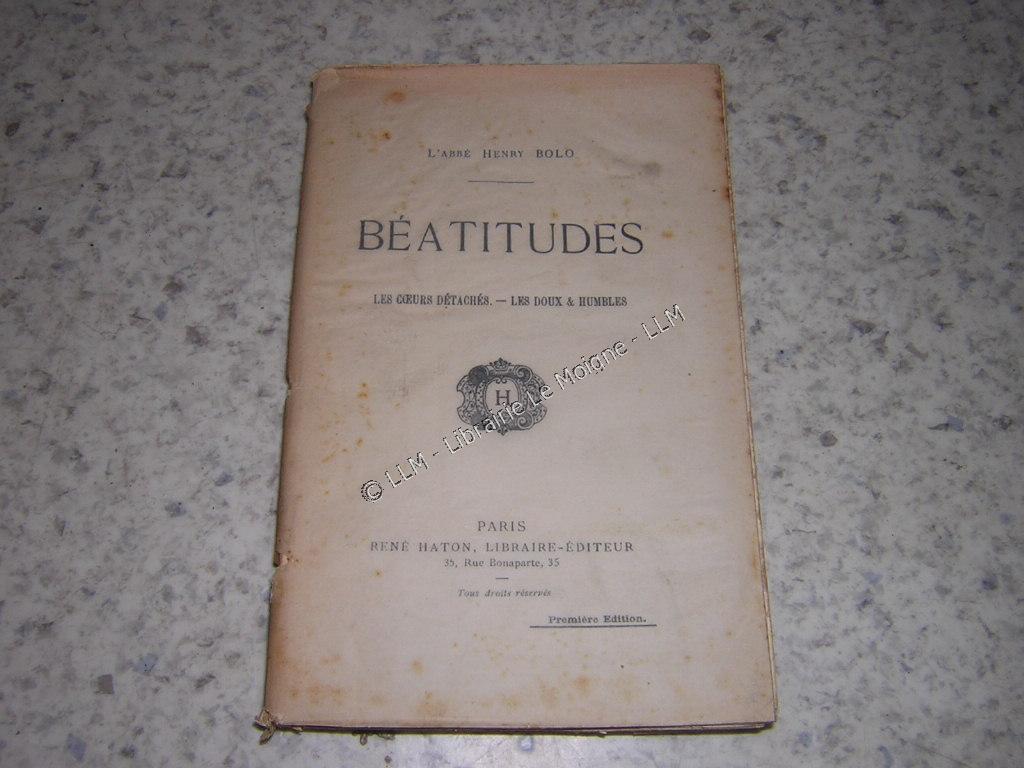 L'ABBÉ HENRY BOLO
BÉATITUDES
LES CŒURS DÉTACHÉS. — LES DOUX & HUMBLES
H
© LLM - Librairie Le Moigne - LLM
PARIS
RENÉ HATON, LIBRAIRE-ÉDITEUR
35, Rue Bonaparte, 35
Tous droits réservés
Première Edition.